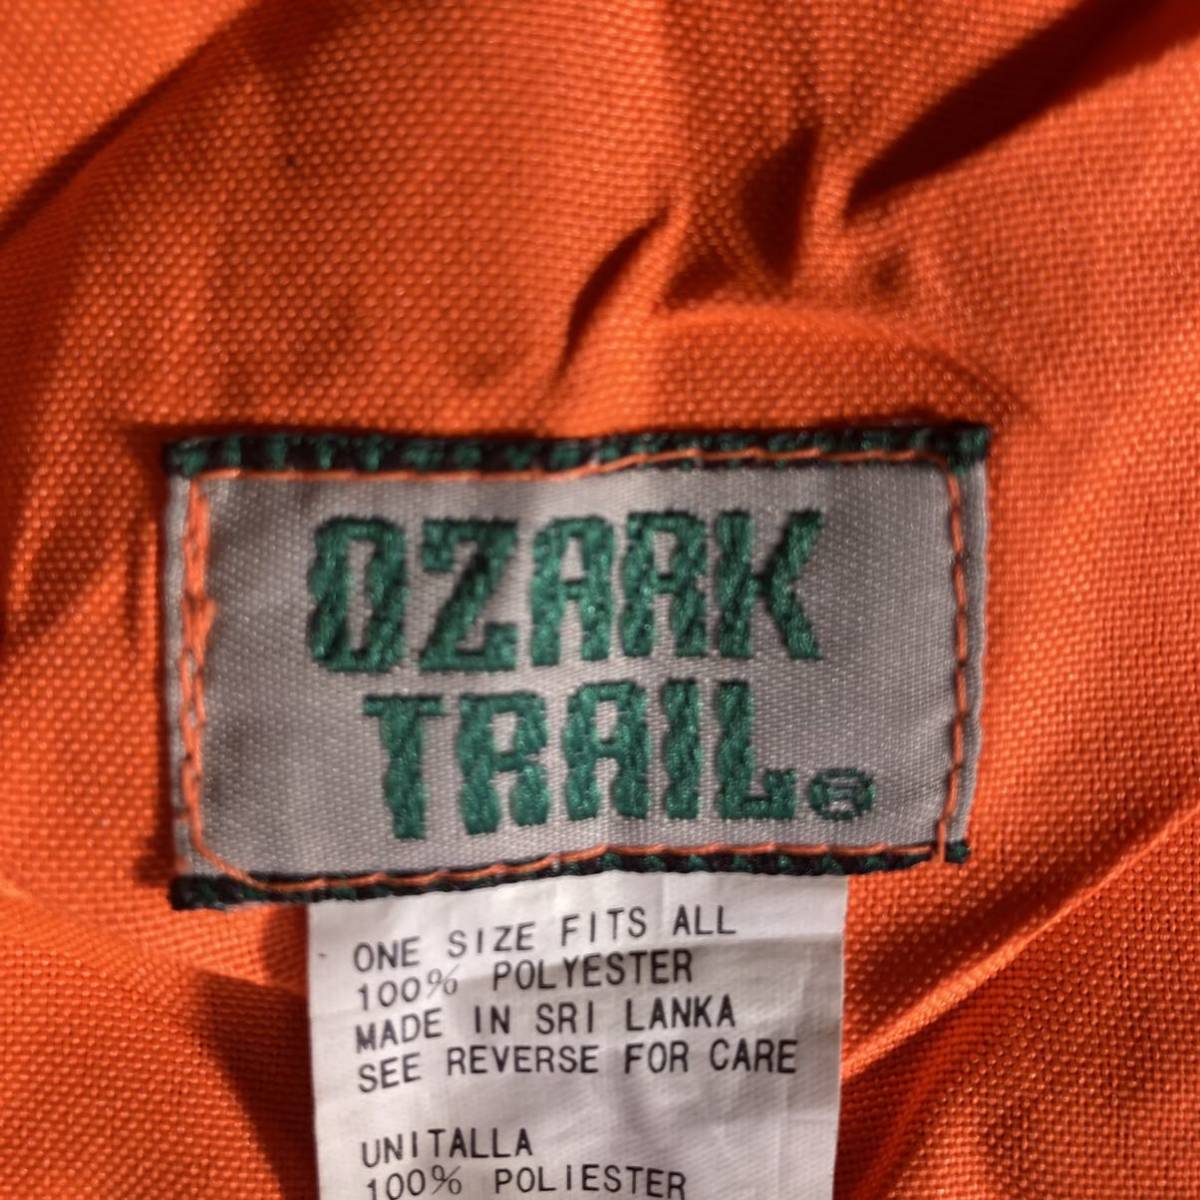 OZARK
TRAIL®
ONE SIZE FITS ALL
100% POLYESTER
MADE IN SRI LANKA
SEE REVERSE FOR CARE
UNITALLA
100% POLIESTER